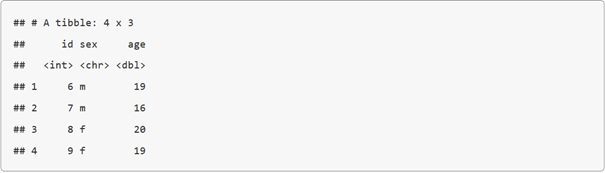 ## # A tibble: 4 x 3
##      id sex     age
##   <int> <chr> <dbl>
## 1     6 m        19
## 2     7 m        16
## 3     8 f        20
## 4     9 f        19